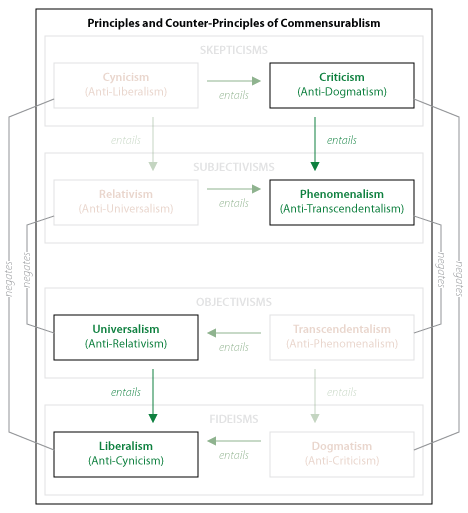 Principles and Counter-Principles of Commensurablism
SKEPTICISMS
Cynicism
(Anti-Liberalism)
entails
Criticism
(Anti-Dogmatism)
entails
entails
SUBJECTIVISMS
Relativism
(Anti-Universalism)
entails
Phenomenalism
(Anti-Transcendentalism)
negates
negates
negates
negates
OBJECTIVISMS
Universalism
(Anti-Relativism)
entails
Transcendentalism
(Anti-Phenomenalism)
entails
entails
FIDEISMS
Liberalism
(Anti-Cynicism)
entails
Dogmatism
(Anti-Criticism)